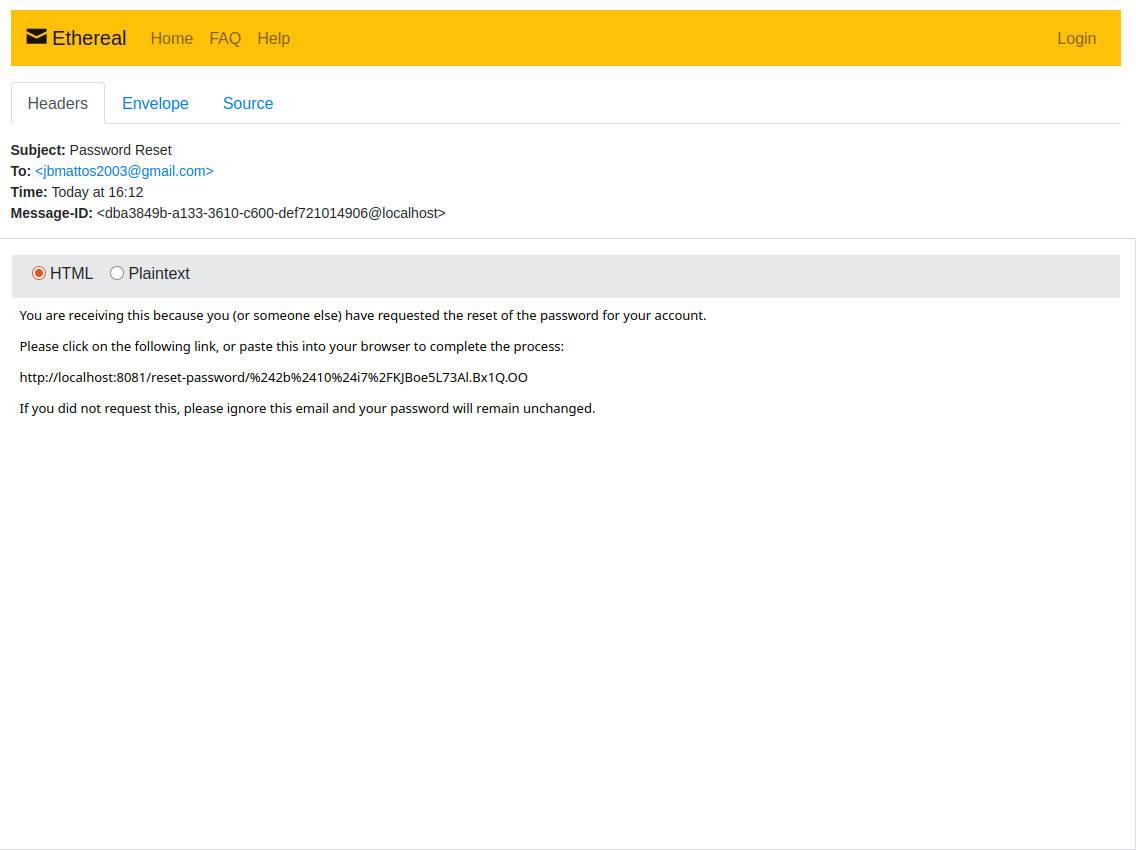 Ethereal Home FAQ Help Login
Headers Envelope Source
Subject: Password Reset
To: <jbmattos2003@gmail.com>
Time: Today at 16:12
Message-ID: <dba3849b-a133-3610-c600-def721014906@localhost>
HTML Plaintext
You are receiving this because you (or someone else) have requested the reset of the password for your account.
Please click on the following link, or paste this into your browser to complete the process:
http://localhost:8081/reset-password/%242b%2410%24i7%2FKJBoe5L73Al.Bx1Q.OO
If you did not request this, please ignore this email and your password will remain unchanged.